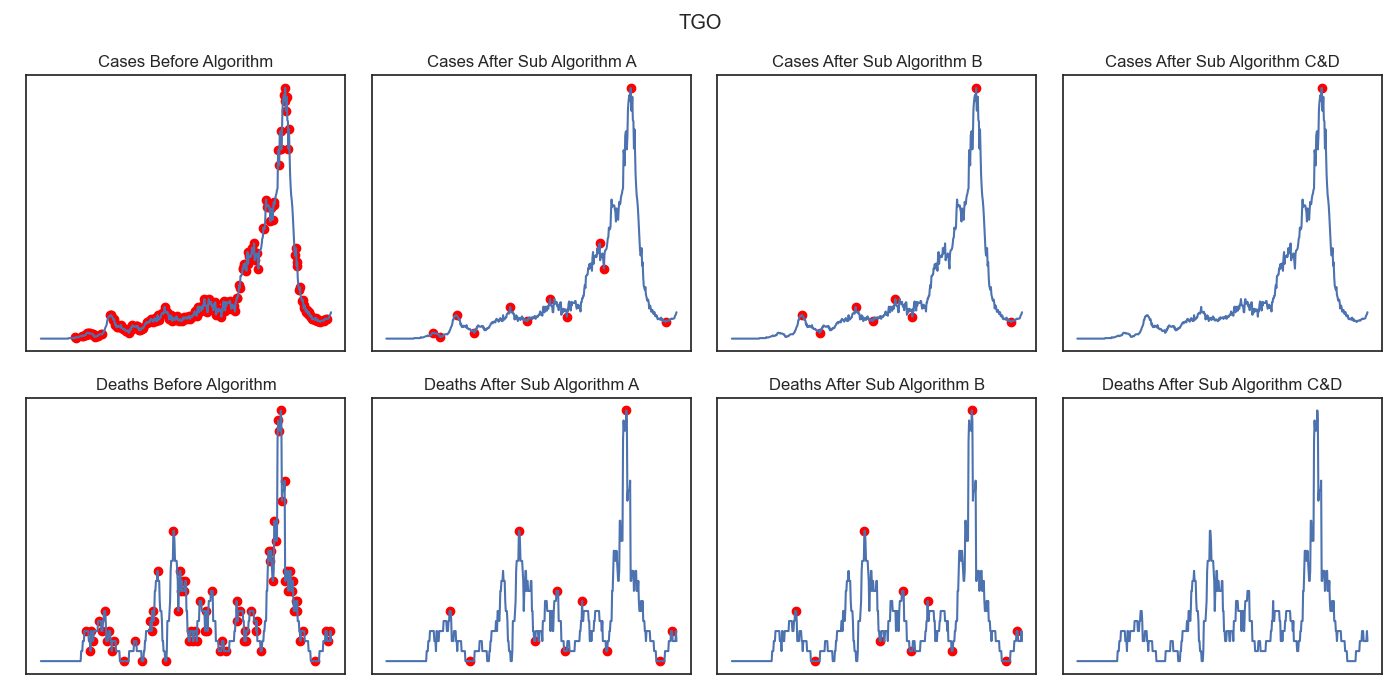 TGO
Cases Before Algorithm
Cases After Sub Algorithm A
Cases After Sub Algorithm B
Cases After Sub Algorithm C&D
Deaths Before Algorithm
Deaths After Sub Algorithm A
Deaths After Sub Algorithm B
Deaths After Sub Algorithm C&D